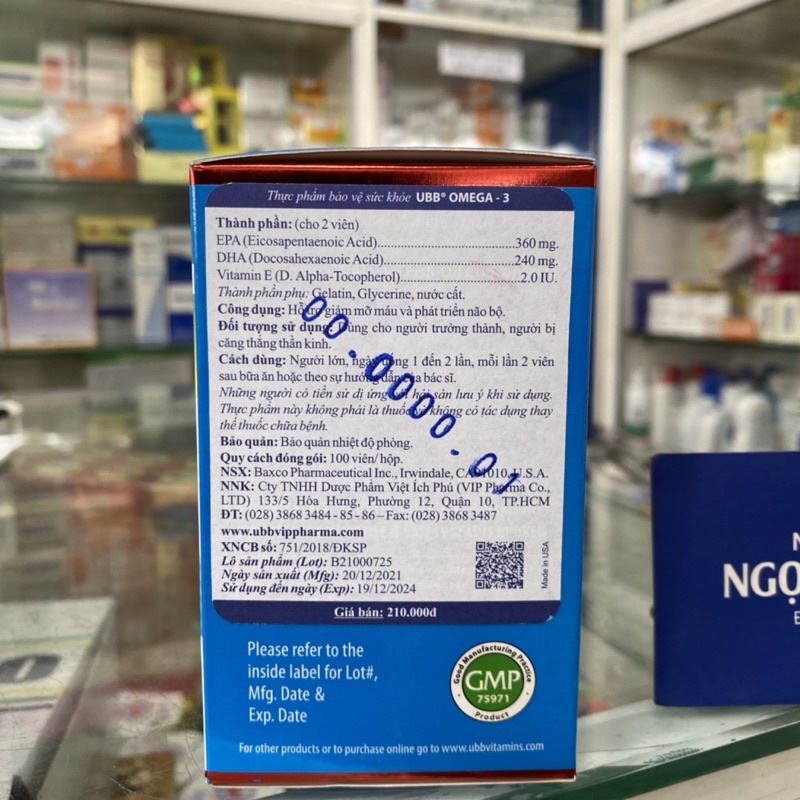 Thực phẩm bảo vệ sức khỏe UBB® OMEGA - 3
Thành phần: (cho 2 viên)
EPA (Eicosapentaenoic Acid)............................360 mg.
DHA (Docosahexaenoic Acid)..........................240 mg.
Vitamin E (D. Alpha-Tocopherol)........................2.0 IU.
Thành phần phụ: Gelatin, Glycerine, nước cất.
Công dụng: Hỗ trợ giảm mỡ máu và phát triển não bộ.
Đối tượng sử dụng: Dùng cho người trưởng thành, người bị
căng thẳng thần kinh.
Cách dùng: Người lớn, ngày uống 1 đến 2 lần, mỗi lần 2 viên
sau bữa ăn hoặc theo sự hướng dẫn của bác sĩ.
Những người có tiền sử dị ứng với hải sản lưu ý khi sử dụng.
Thực phẩm này không phải là thuốc và không có tác dụng thay
thế thuốc chữa bệnh.
Bảo quản: Bảo quản nhiệt độ phòng.
Quy cách đóng gói: 100 viên/ hộp.
NSX: Baxco Pharmaceutical Inc., Irwindale, CA 91010, U.S.A.
NNK: Cty TNHH Dược Phẩm Việt Ích Phú (VIP Pharma Co.,
LTD) 133/5 Hòa Hưng, Phường 12, Quận 10, TP.HCM
ĐT: (028) 3868 3484 - 85 - 86 – Fax: (028) 3868 3487
www.ubbvippharma.com
XNCB số: 751/2018/ĐKSP
Lô sản phẩm (Lot): B21000725
Ngày sản xuất (Mfg): 20/12/2021
Sử dụng đến ngày (Exp): 19/12/2024
Made in USA
Giá bán: 210.000đ
00.0000.01
Please refer to the
inside label for Lot#,
Mfg. Date &
Exp. Date
Good Manufacturing Practice
GMP
75971
Product
For other products or to purchase online go to www.ubbvitamins.com
NGỌ